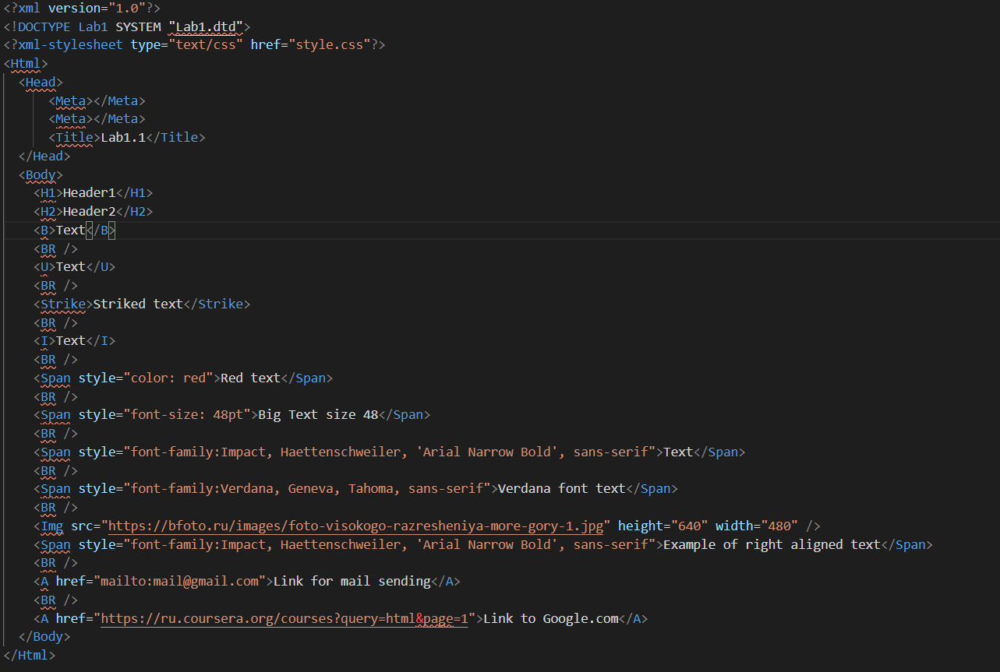 <?xml version="1.0"?>
<!DOCTYPE Lab1 SYSTEM "Lab1.dtd">
<?xml-stylesheet type="text/css" href="style.css"?>
<Html>
<Head>
<Meta></Meta>
<Meta></Meta>
<Title>Lab1.1</Title>
</Head>
<Body>
<H1>Header1</H1>
<H2>Header2</H2>
<B>Text</B>
<BR />
<U>Text</U>
<BR />
<Strike>Striked text</Strike>
<BR />
<I>Text</I>
<BR />
<Span style="color: red">Red text</Span>
<BR />
<Span style="font-size: 48pt">Big Text size 48</Span>
<BR />
<Span style="font-family:Impact, Haettenschweiler, 'Arial Narrow Bold', sans-serif">Text</Span>
<BR />
<Span style="font-family:Verdana, Geneva, Tahoma, sans-serif">Verdana font text</Span>
<BR />
<Img src="https://bfoto.ru/images/foto-visokogo-razresheniya-more-gory-1.jpg" height="640" width="480" />
<Span style="font-family:Impact, Haettenschweiler, 'Arial Narrow Bold', sans-serif">Example of right aligned text</Span>
<BR />
<A href="mailto:mail@gmail.com">Link for mail sending</A>
<BR />
<A href="https://ru.coursera.org/courses?query=html&page=1">Link to Google.com</A>
</Body>
</Html>